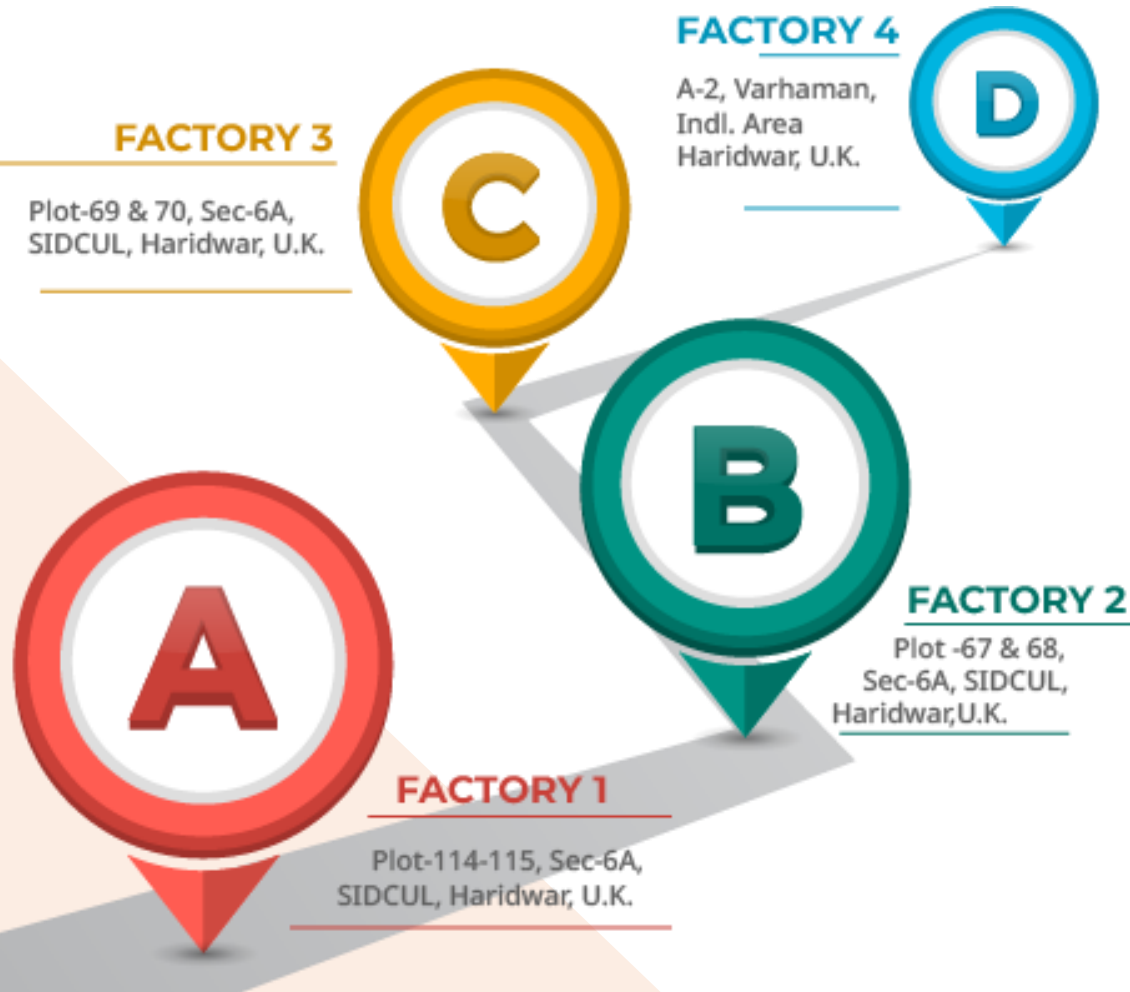 FACTORY 4
A-2, Varhaman,
Indl. Area
Haridwar, U.K.
D
FACTORY 3
Plot-69 & 70, Sec-6A,
SIDCUL, Haridwar, U.K.
C
B
FACTORY 2
Plot -67 & 68,
Sec-6A, SIDCUL,
Haridwar,U.K.
A
FACTORY 1
Plot-114-115, Sec-6A,
SIDCUL, Haridwar, U.K.